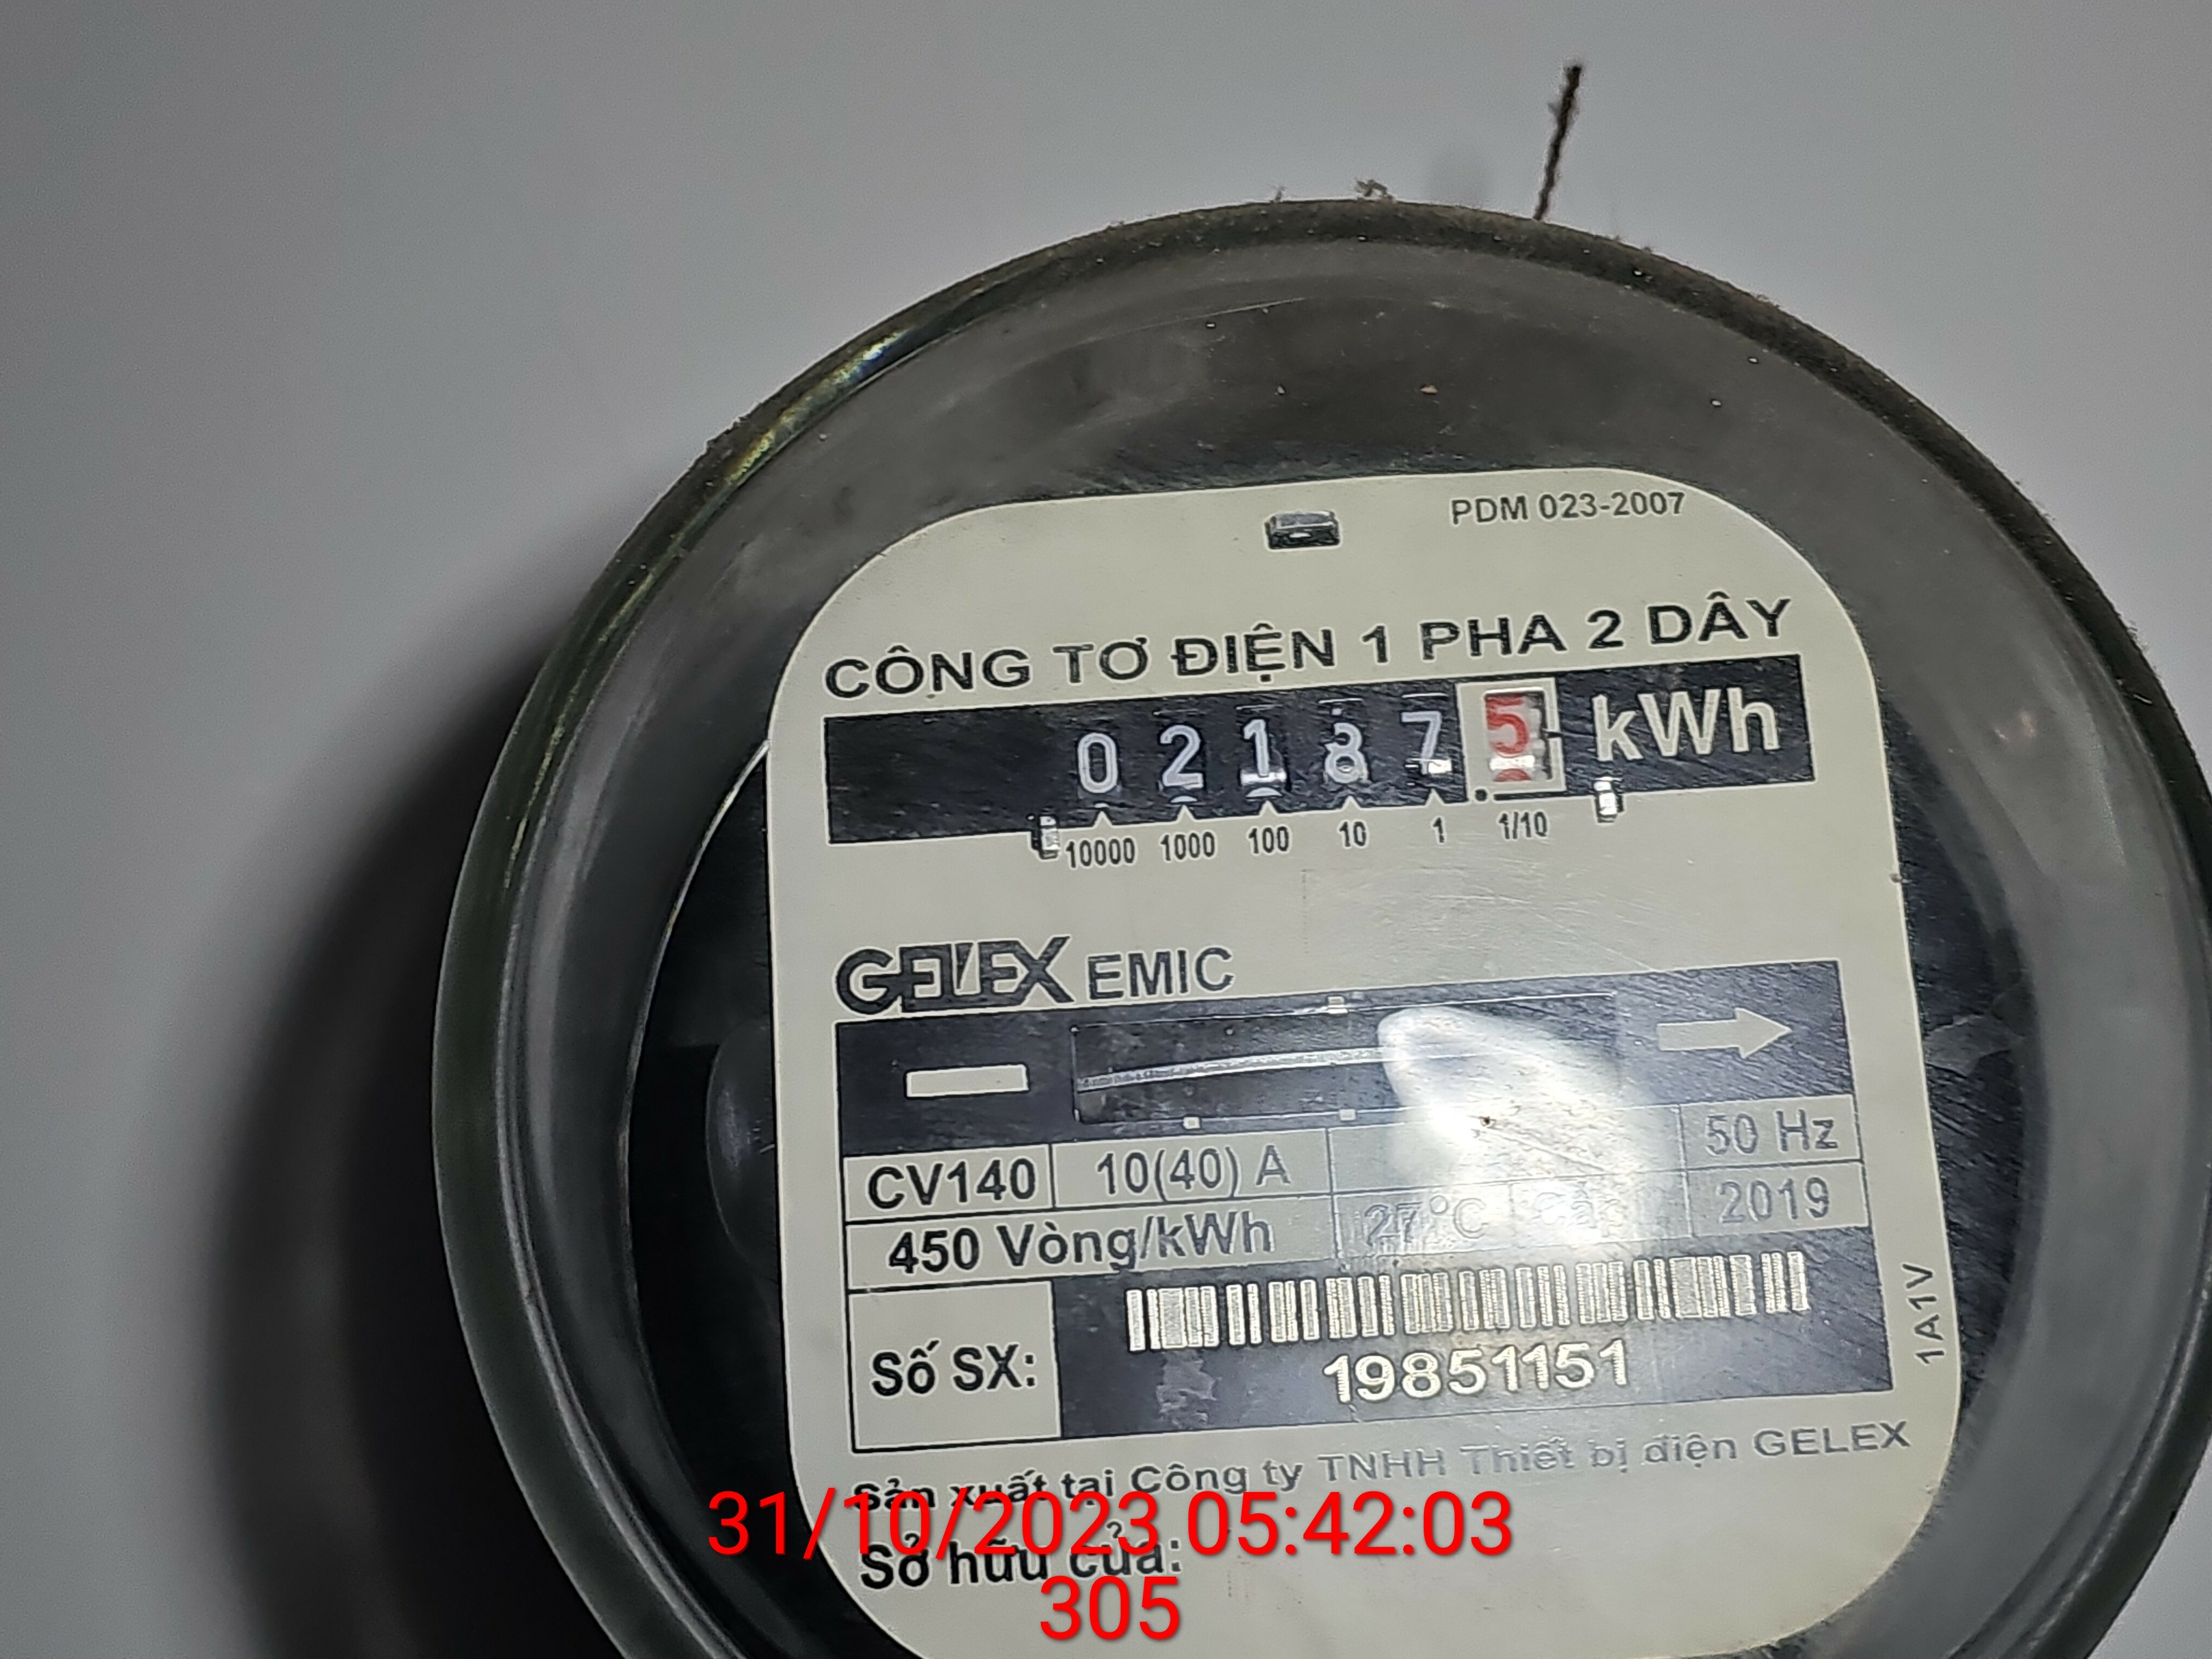 PDM 023-2007
CÔNG TƠ ĐIỆN 1 PHA 2 DÂY
0 2 1 8 7 5 kWh
10000 1000 100 10 1 1/10
GELEX EMIC
CV140 10(40) A 50 Hz
450 Vòng/kWh 27°C 2019
Số SX: 19851151
1A1V
Sản xuất tại Công ty TNHH Thiết bị điện GELEX
31/10/2023 05:42:03
Sở hữu của:
305